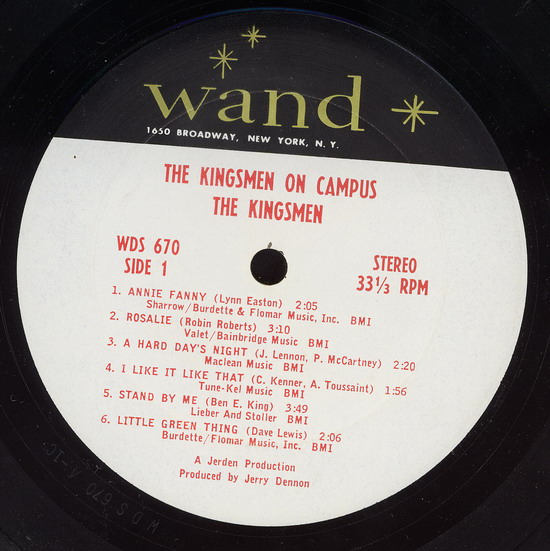 wand
1650 BROADWAY, NEW YORK, N. Y.
THE KINGSMEN ON CAMPUS
THE KINGSMEN
WDS 670
SIDE 1
STEREO
33⅓ RPM
1. ANNIE FANNY (Lynn Easton) 2:05
Sharrow/Burdette & Flomar Music, Inc. BMI
2. ROSALIE (Robin Roberts) 3:10
Valet/Bainbridge Music BMI
3. A HARD DAY'S NIGHT (J. Lennon, P. McCartney) 2:20
Maclean Music BMI
4. I LIKE IT LIKE THAT (C. Kenner, A. Toussaint) 1:56
Tune-Kel Music BMI
5. STAND BY ME (Ben E. King) 3:49
Lieber And Stoller BMI
6. LITTLE GREEN THING (Dave Lewis) 2:06
Burdette/Flomar Music, Inc. BMI
A Jerden Production
Produced by Jerry Dennon
WDS 670